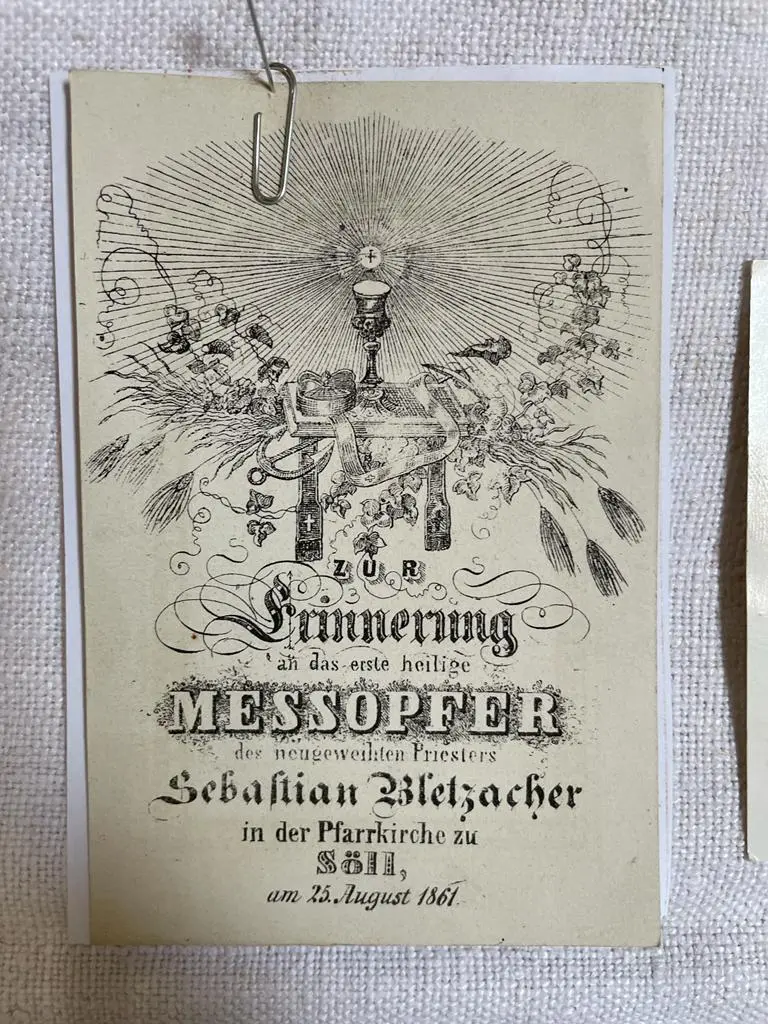 ZUR
Erinnerung
an das erste heilige
MESSOPFER
des neugeweihten Priesters
Sebastian Bletzacher
in der Pfarrkirche zu
Söll,
am 25. August 1861.